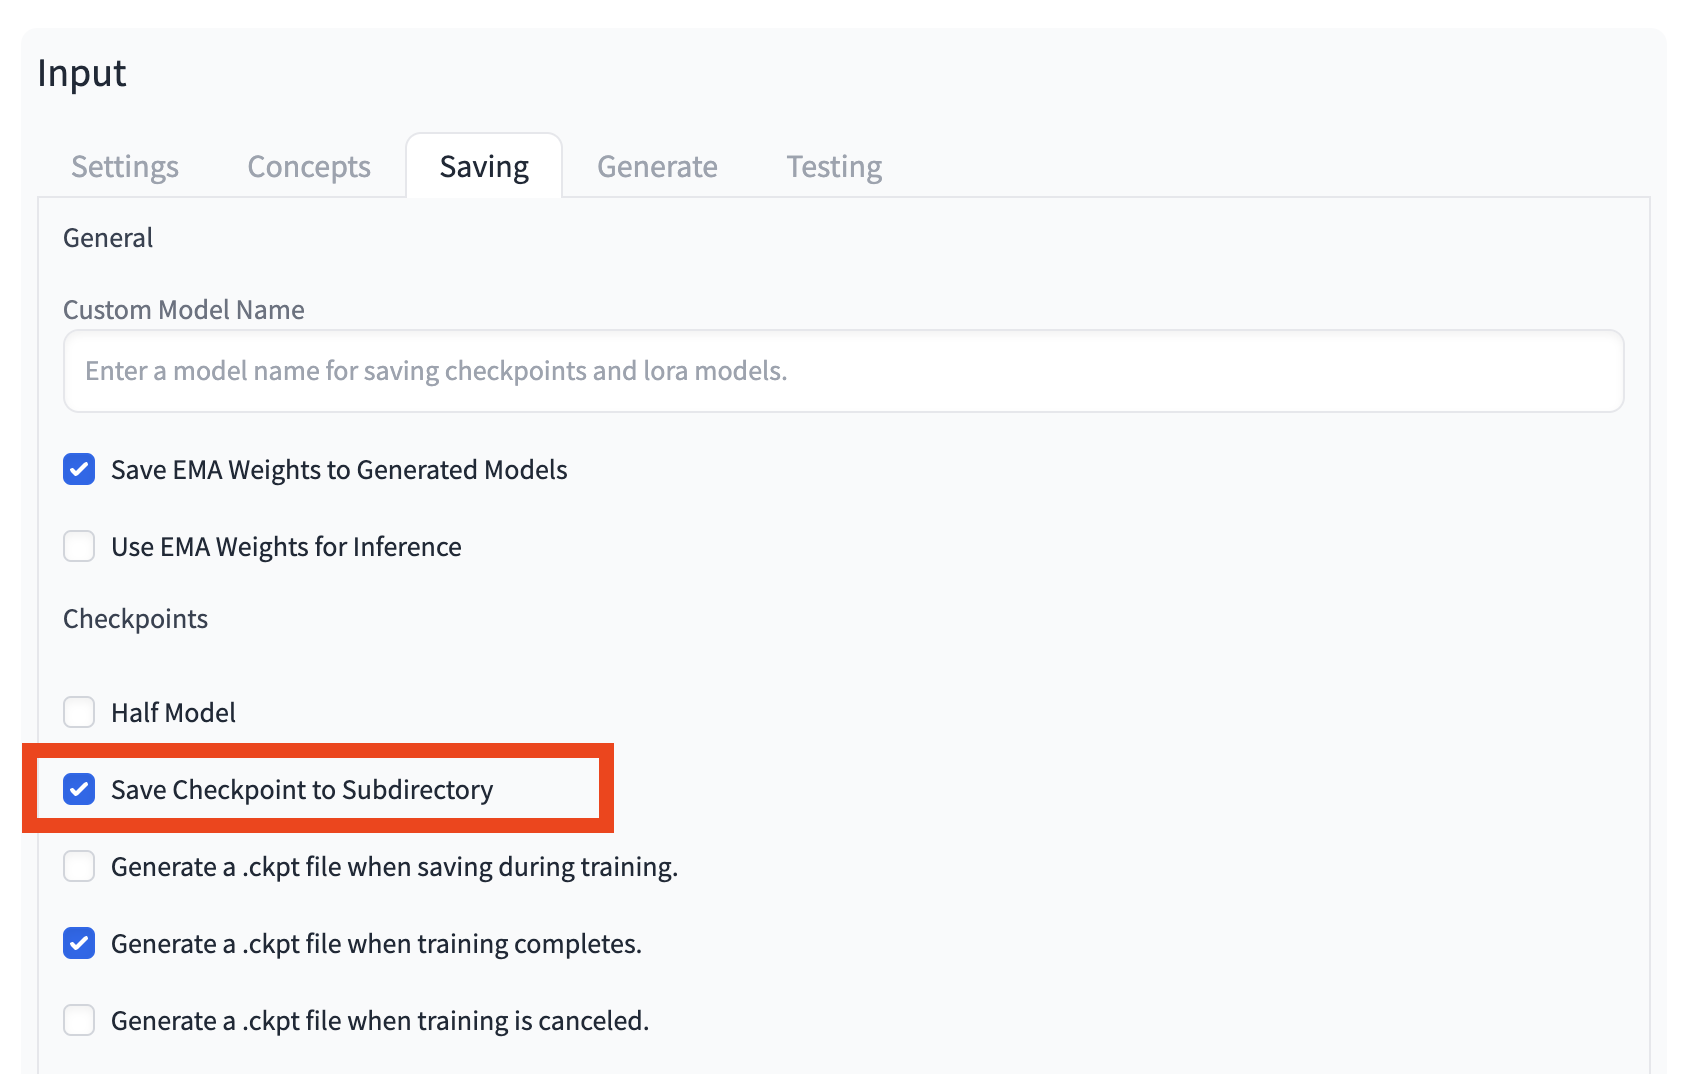 Input
Settings Concepts Saving Generate Testing
General
Custom Model Name
Enter a model name for saving checkpoints and lora models.
Save EMA Weights to Generated Models
Use EMA Weights for Inference
Checkpoints
Half Model
Save Checkpoint to Subdirectory
Generate a .ckpt file when saving during training.
Generate a .ckpt file when training completes.
Generate a .ckpt file when training is canceled.